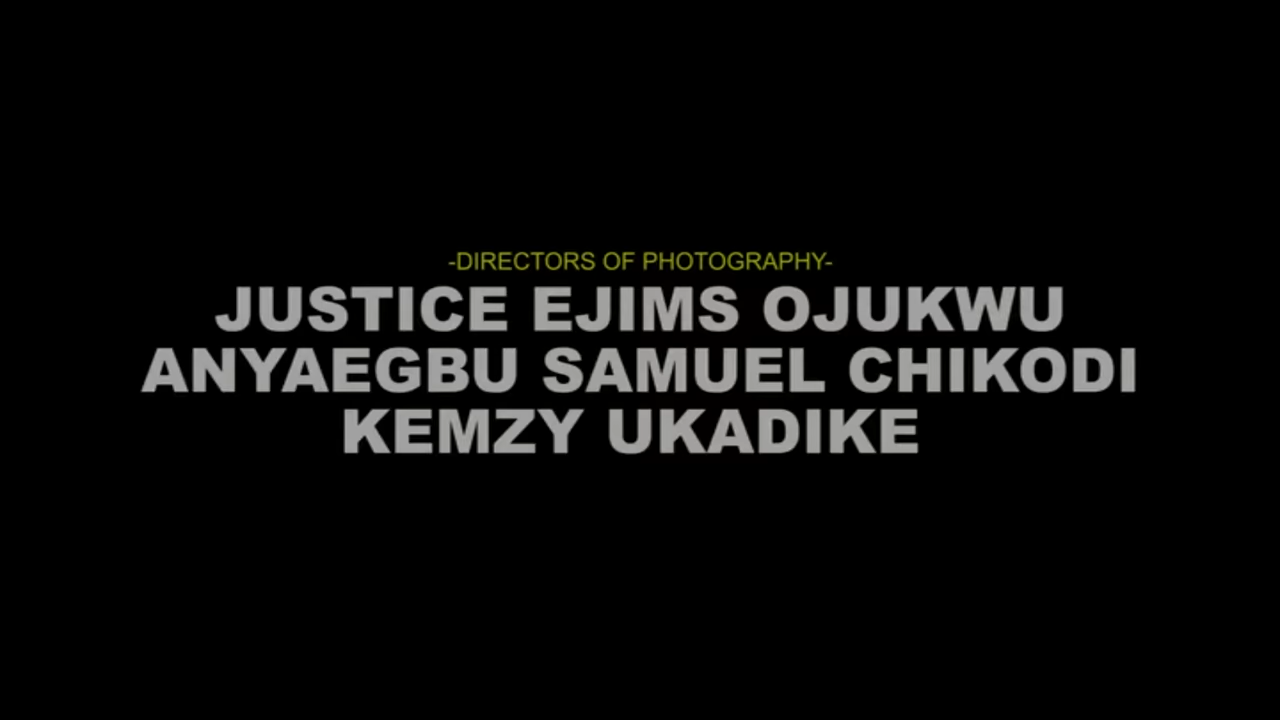 -DIRECTORS OF PHOTOGRAPHY-
JUSTICE EJIMS OJUKWU
ANYAEGBU SAMUEL CHIKODI
KEMZY UKADIKE